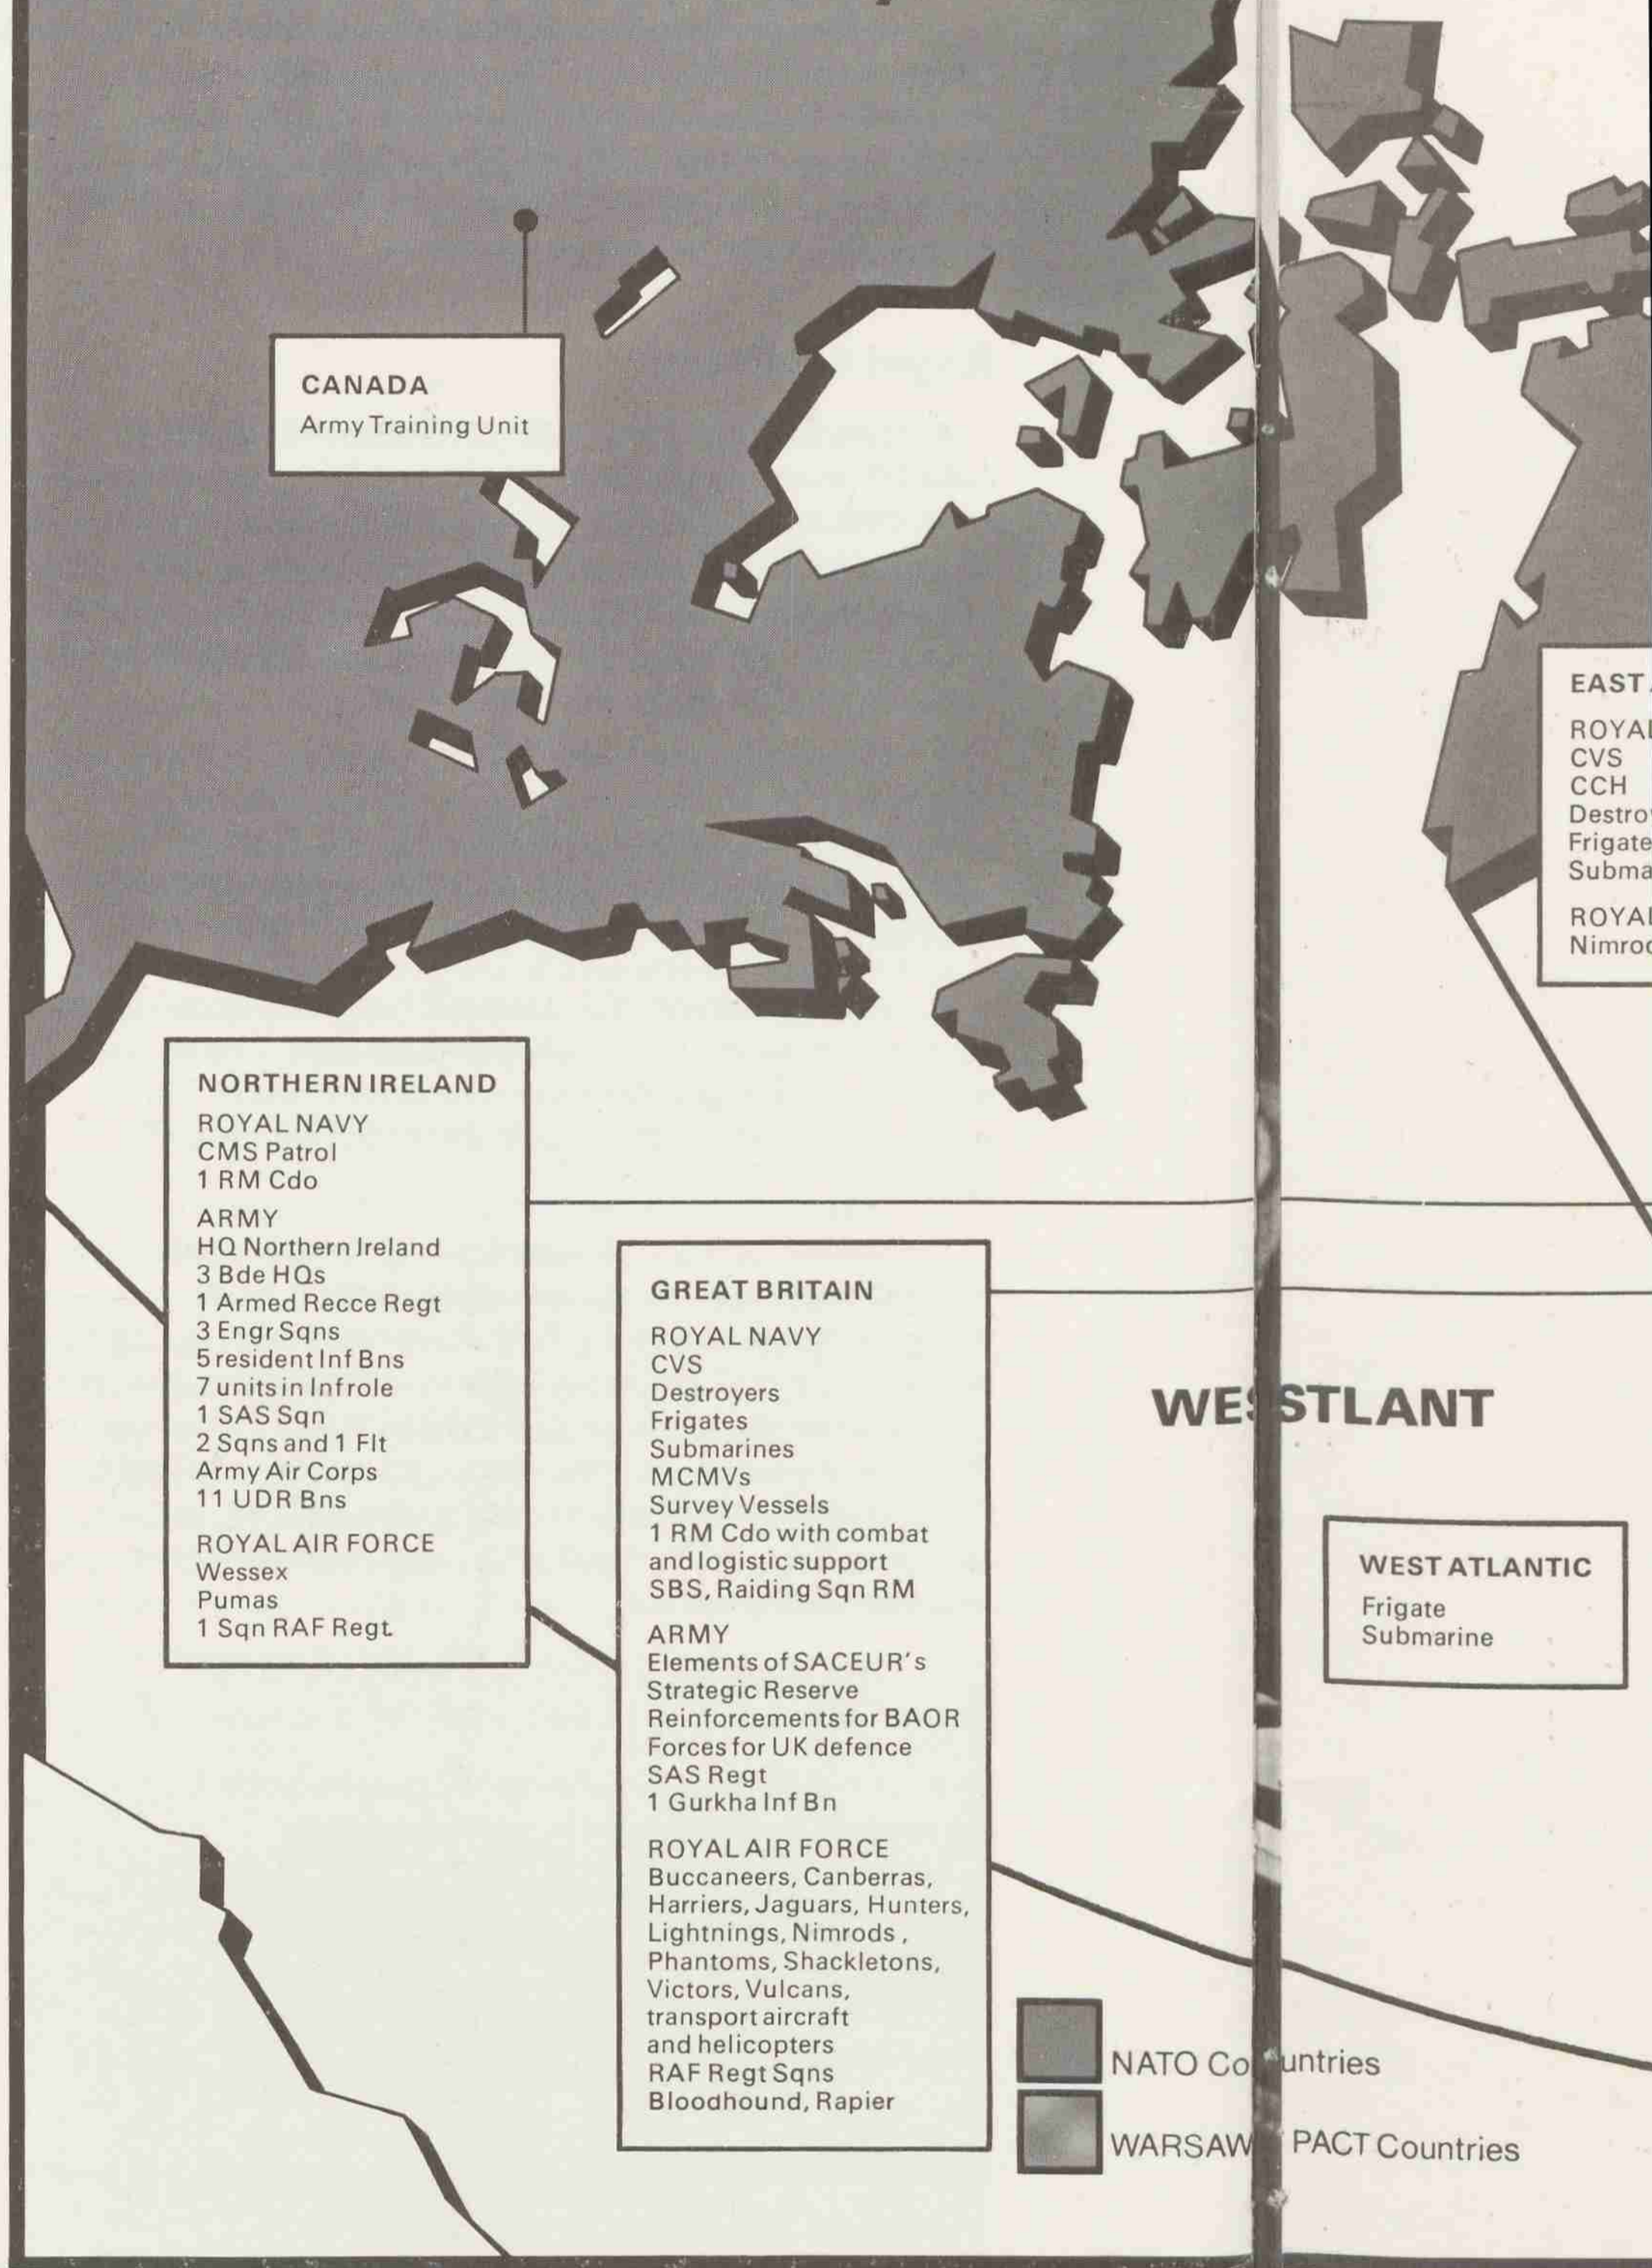 CANADA
Army Training Unit
EAST
CVS
CCH
NORTHERN IRELAND
ROYAL NAVY
CMS Patrol
1 RM Cdo
ARMY
HQ Northern Ireland
3 Bde HQs
1 Armed Recce Regt
3 Engr Sqns
5 resident Inf Bns
7 units in Inf role
1 SAS Sqn
2 Sqns and 1 Flt
Army Air Corps
11 UDR Bns
ROYAL AIR FORCE
Wessex
Pumas
1 Sqn RAF Regt.
GREAT BRITAIN
ROYAL NAVY
CVS
Destroyers
Frigates
Submarines
MCMVs
Survey Vessels
1 RM Cdo with combat
and logistic support
SBS, Raiding Sqn RM
ARMY
Elements of SACEUR's
Strategic Reserve
Reinforcements for BAOR
Forces for UK defence
SAS Regt
1 Gurkha Inf Bn
ROYAL AIR FORCE
Buccaneers, Canberras,
Harriers, Jaguars, Hunters,
Lightnings, Nimrods,
Phantoms, Shackletons,
Victors, Vulcans,
transport aircraft
and helicopters
RAF Regt Sqns
Bloodhound, Rapier
WESTLANT
WEST ATLANTIC
Frigate
Submarine
NATO Countries
WARSAW PACT Countries